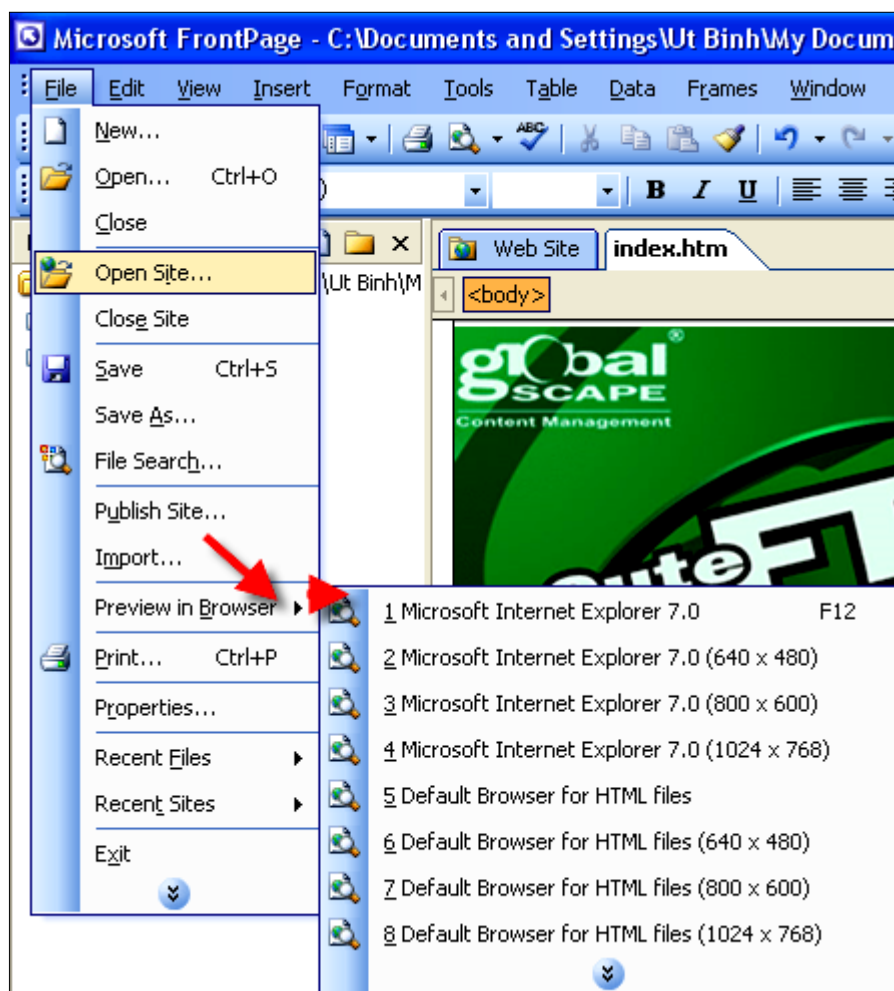 Microsoft FrontPage - C:\Documents and Settings\Ut Binh\My Docum
File Edit View Insert Format Tools Table Data Frames Window
New...
ABC
Open... Ctrl+O
B I U
Close
Web Site index.htm
Open Site...
\Ut Binh\M
<body>
Close Site
global®
SCAPE
Content Management
Save Ctrl+S
Save As...
File Search...
Publish Site...
Import...
Preview in Browser
1 Microsoft Internet Explorer 7.0 F12
Print... Ctrl+P
2 Microsoft Internet Explorer 7.0 (640 x 480)
Properties...
3 Microsoft Internet Explorer 7.0 (800 x 600)
Recent Files
4 Microsoft Internet Explorer 7.0 (1024 x 768)
Recent Sites
5 Default Browser for HTML files
Exit
6 Default Browser for HTML files (640 x 480)
7 Default Browser for HTML files (800 x 600)
8 Default Browser for HTML files (1024 x 768)